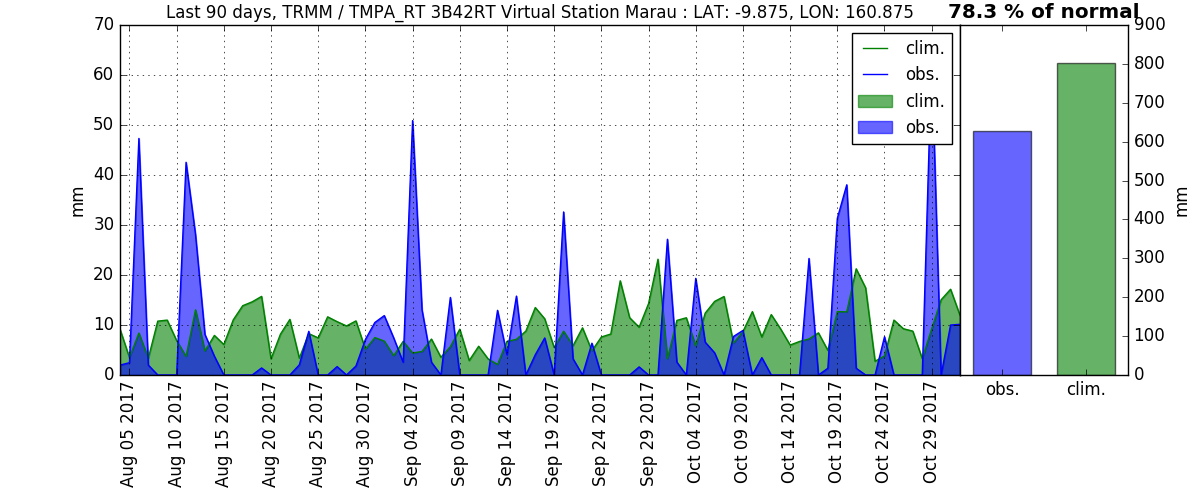 Last 90 days, TRMM / TMPA_RT 3B42RT Virtual Station Marau : LAT: -9.875, LON: 160.875
78.3 % of normal
70
60
50
40
30
20
10
0
mm
clim.
obs.
clim.
obs.
Aug 05 2017
Aug 10 2017
Aug 15 2017
Aug 20 2017
Aug 25 2017
Aug 30 2017
Sep 04 2017
Sep 09 2017
Sep 14 2017
Sep 19 2017
Sep 24 2017
Sep 29 2017
Oct 04 2017
Oct 09 2017
Oct 14 2017
Oct 19 2017
Oct 24 2017
Oct 29 2017
900
800
700
600
500
400
300
200
100
0
mm
obs.
clim.